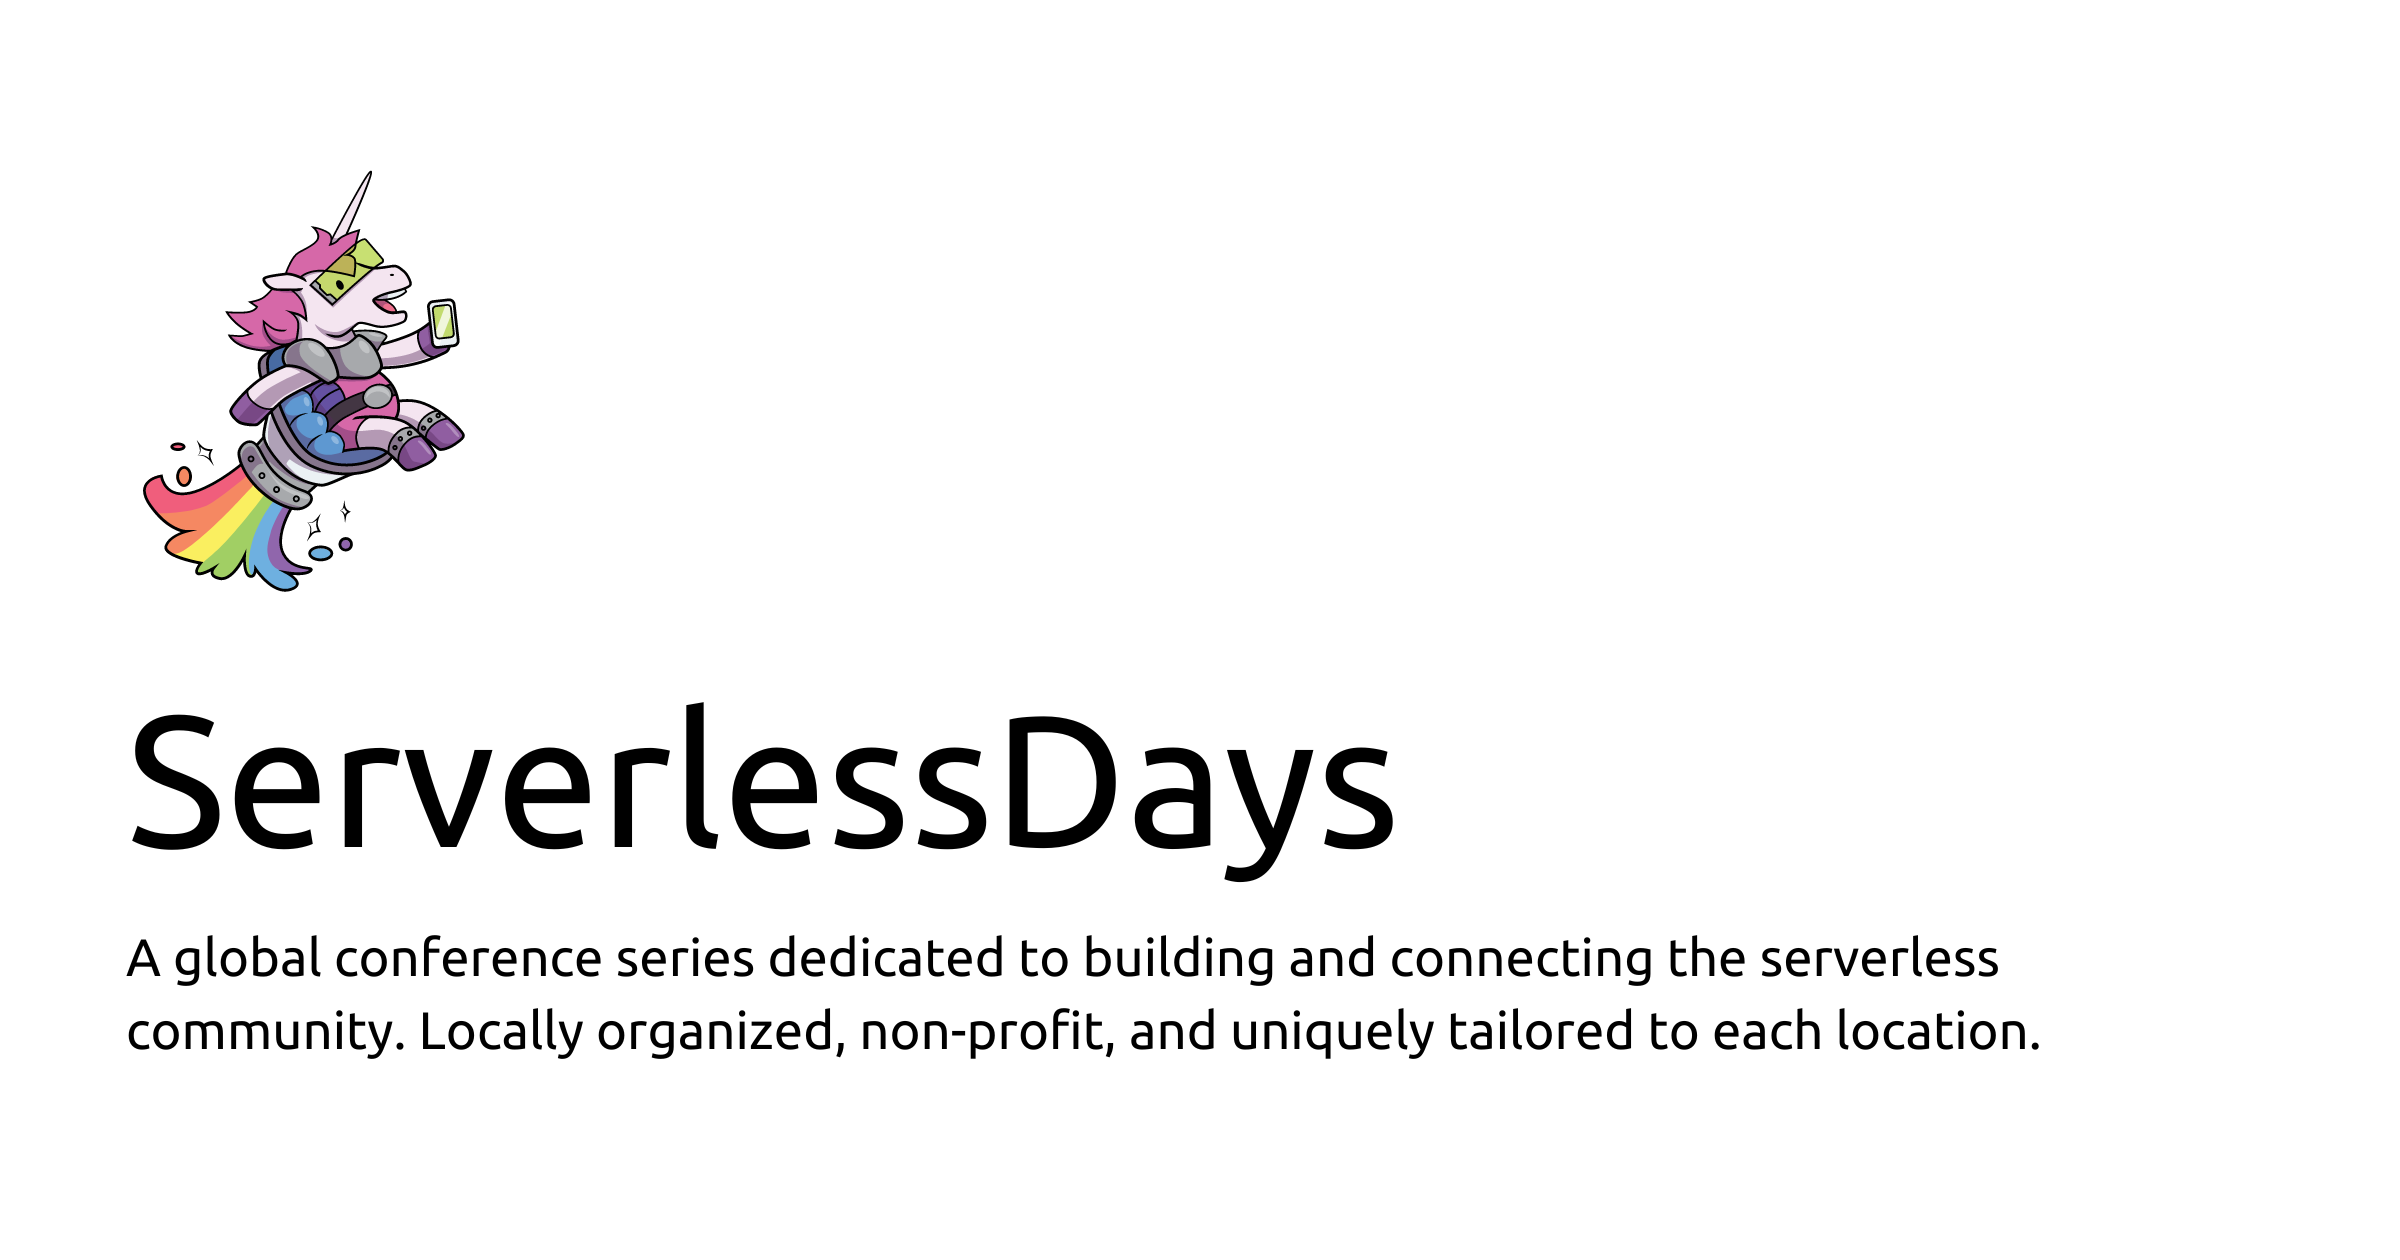 ServerlessDays
A global conference series dedicated to building and connecting the serverless
community. Locally organized, non-profit, and uniquely tailored to each location.